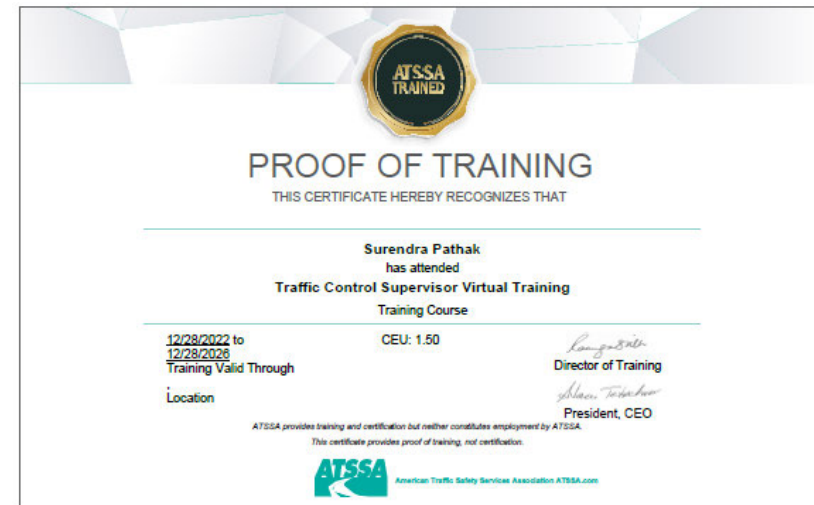 ATSSA
TRAINED
PROOF OF TRAINING
THIS CERTIFICATE HEREBY RECOGNIZES THAT
Surendra Pathak
has attended
Traffic Control Supervisor Virtual Training
Training Course
12/28/2022 to
12/28/2026
Training Valid Through
CEU: 1.50
Director of Training
,
Location
President, CEO
ATSSA provides training and certification but neither constitutes employment by ATSSA.
This certificate provides proof of training, not certification.
ATSSA
American Traffic Safety Services Association ATSSA.com